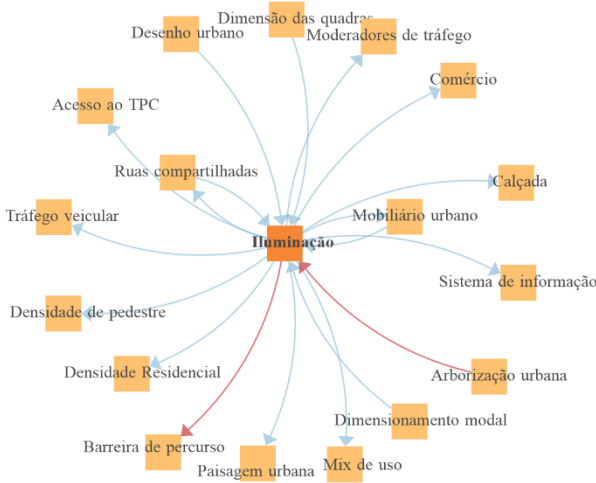 Dimensão das quadras
Desenho urbano
Moderadores de tráfego
Comércio
Acesso ao TPC
Ruas compartilhadas
Calçada
Tráfego veicular
Mobiliário urbano
Iluminação
Sistema de informação
Densidade de pedestre
Densidade Residencial
Arborização urbana
Dimensionamento modal
Barreira de percurso
Paisagem urbana
Mix de uso